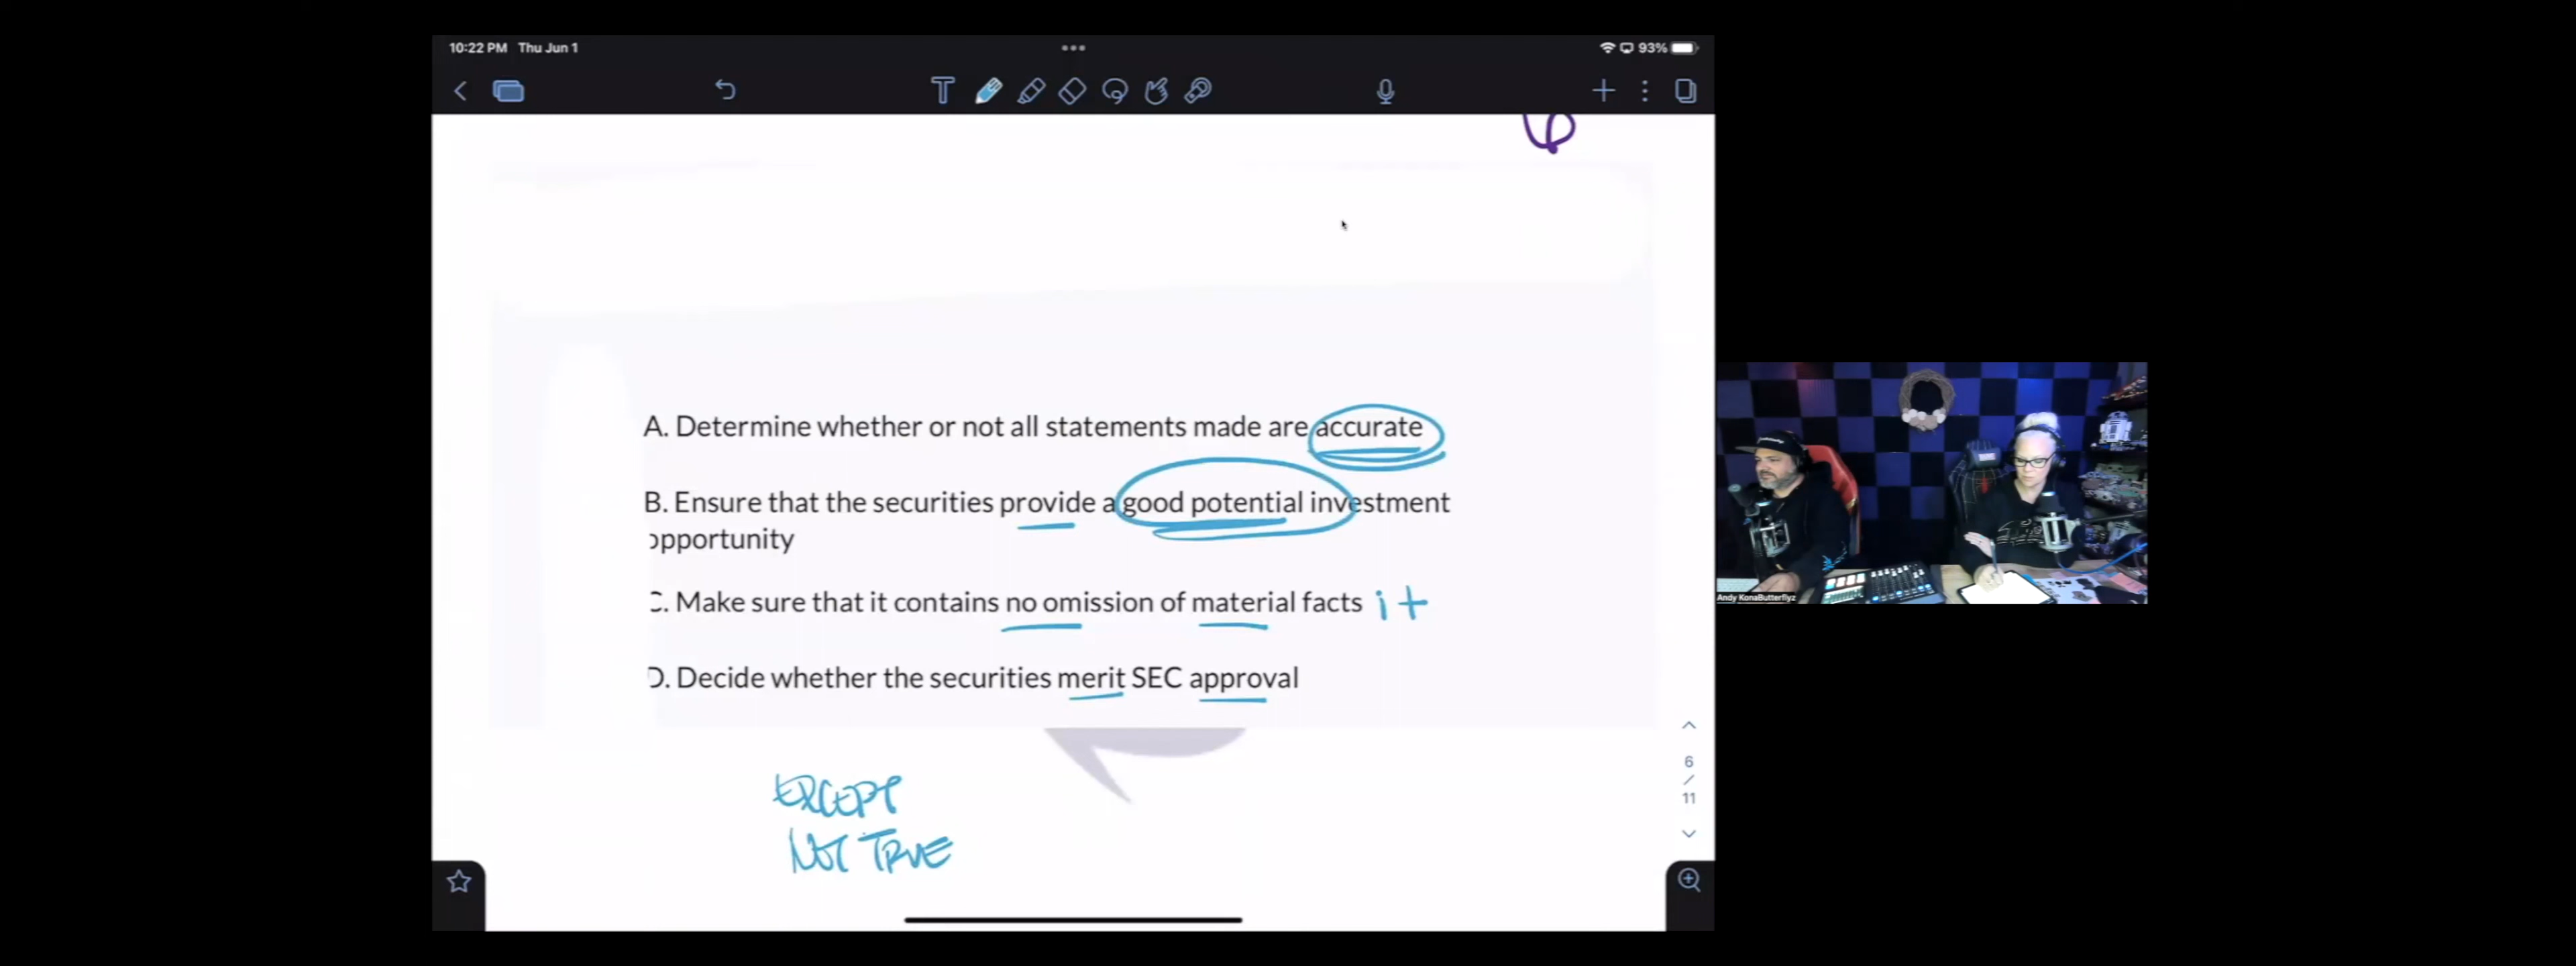 10:22 PM Thu Jun 1
93%
A. Determine whether or not all statements made are accurate
B. Ensure that the securities provide a good potential investment
opportunity
C. Make sure that it contains no omission of material facts it
D. Decide whether the securities merit SEC approval
EXCEPT
NOT TRUE
6
/
11
Andy KonaButterflyz